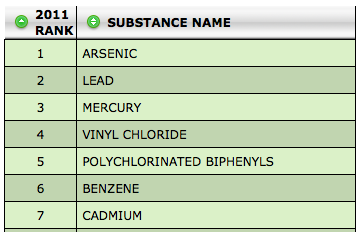 2011 RANK SUBSTANCE NAME
1 ARSENIC
2 LEAD
3 MERCURY
4 VINYL CHLORIDE
5 POLYCHLORINATED BIPHENYLS
6 BENZENE
7 CADMIUM